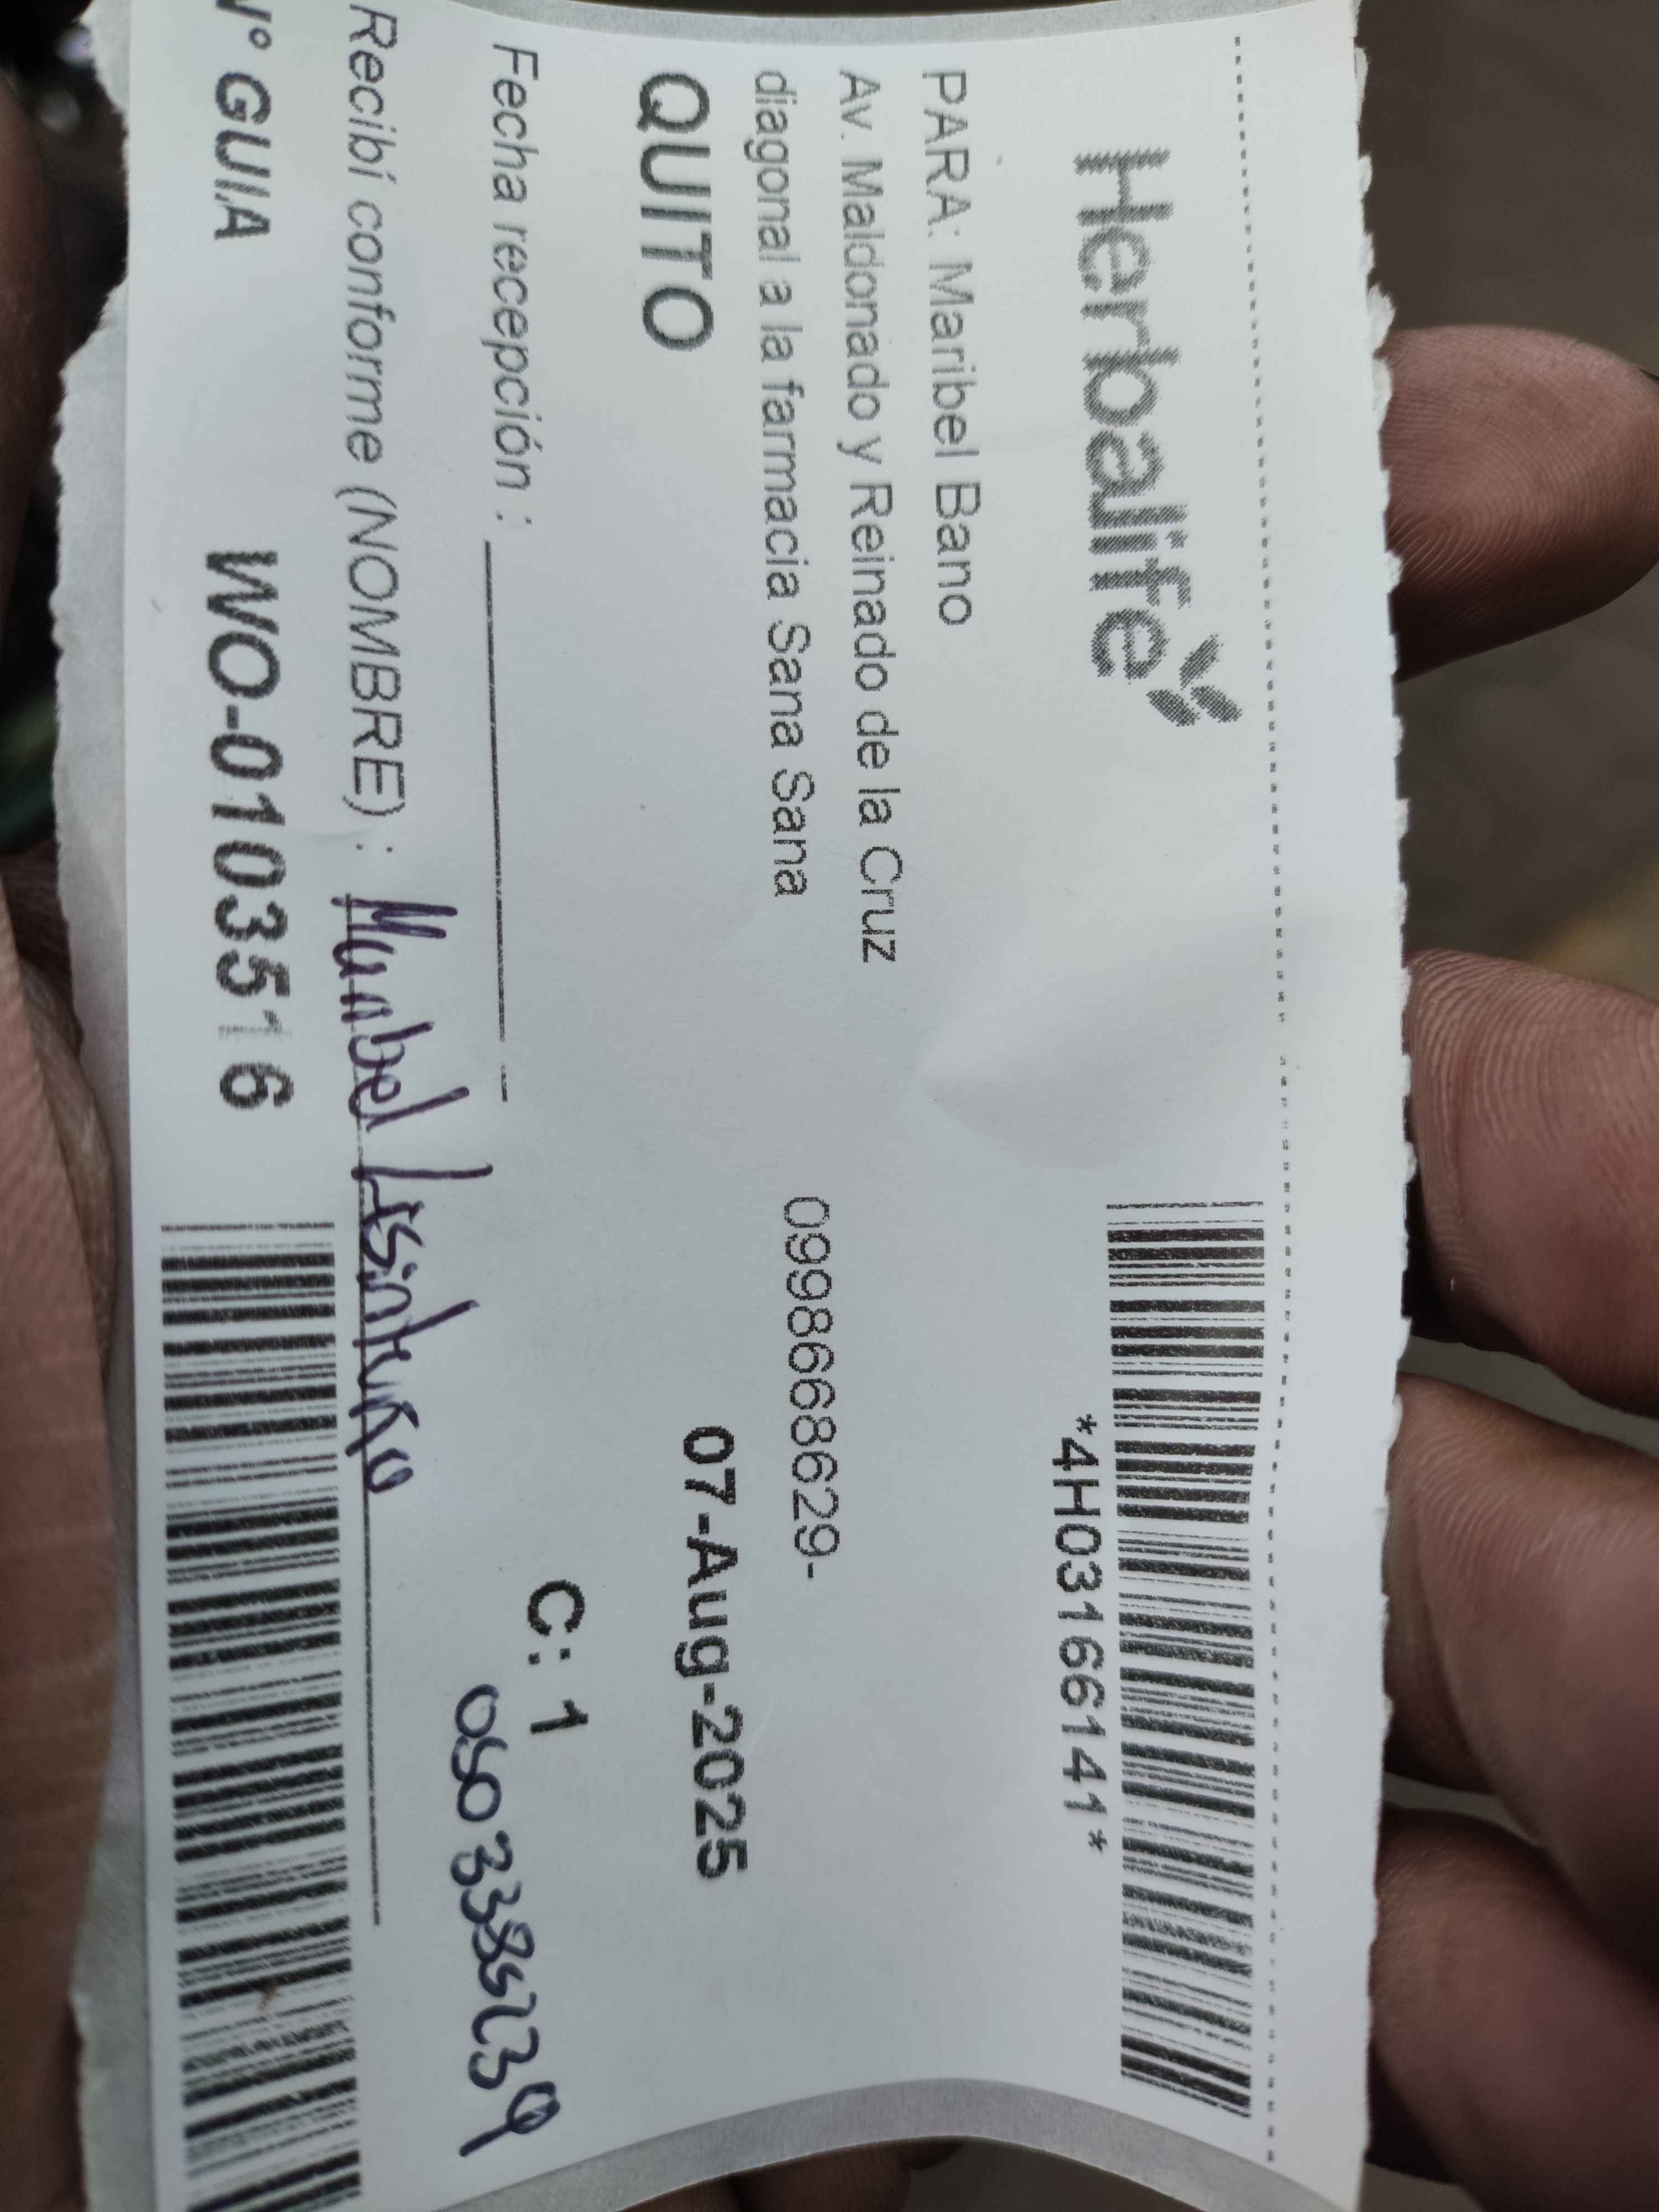 Herbalife
*4H03166141*
PARA: Maribel Bano
Av. Maldonado y Reinado de la Cruz
diagonal a la farmacia Sana Sana 0998668629-
QUITO 07-Aug-2025
Fecha recepción : C: 1
Recibí conforme (NOMBRE) : Maribel
N° GUIA WO-0103516